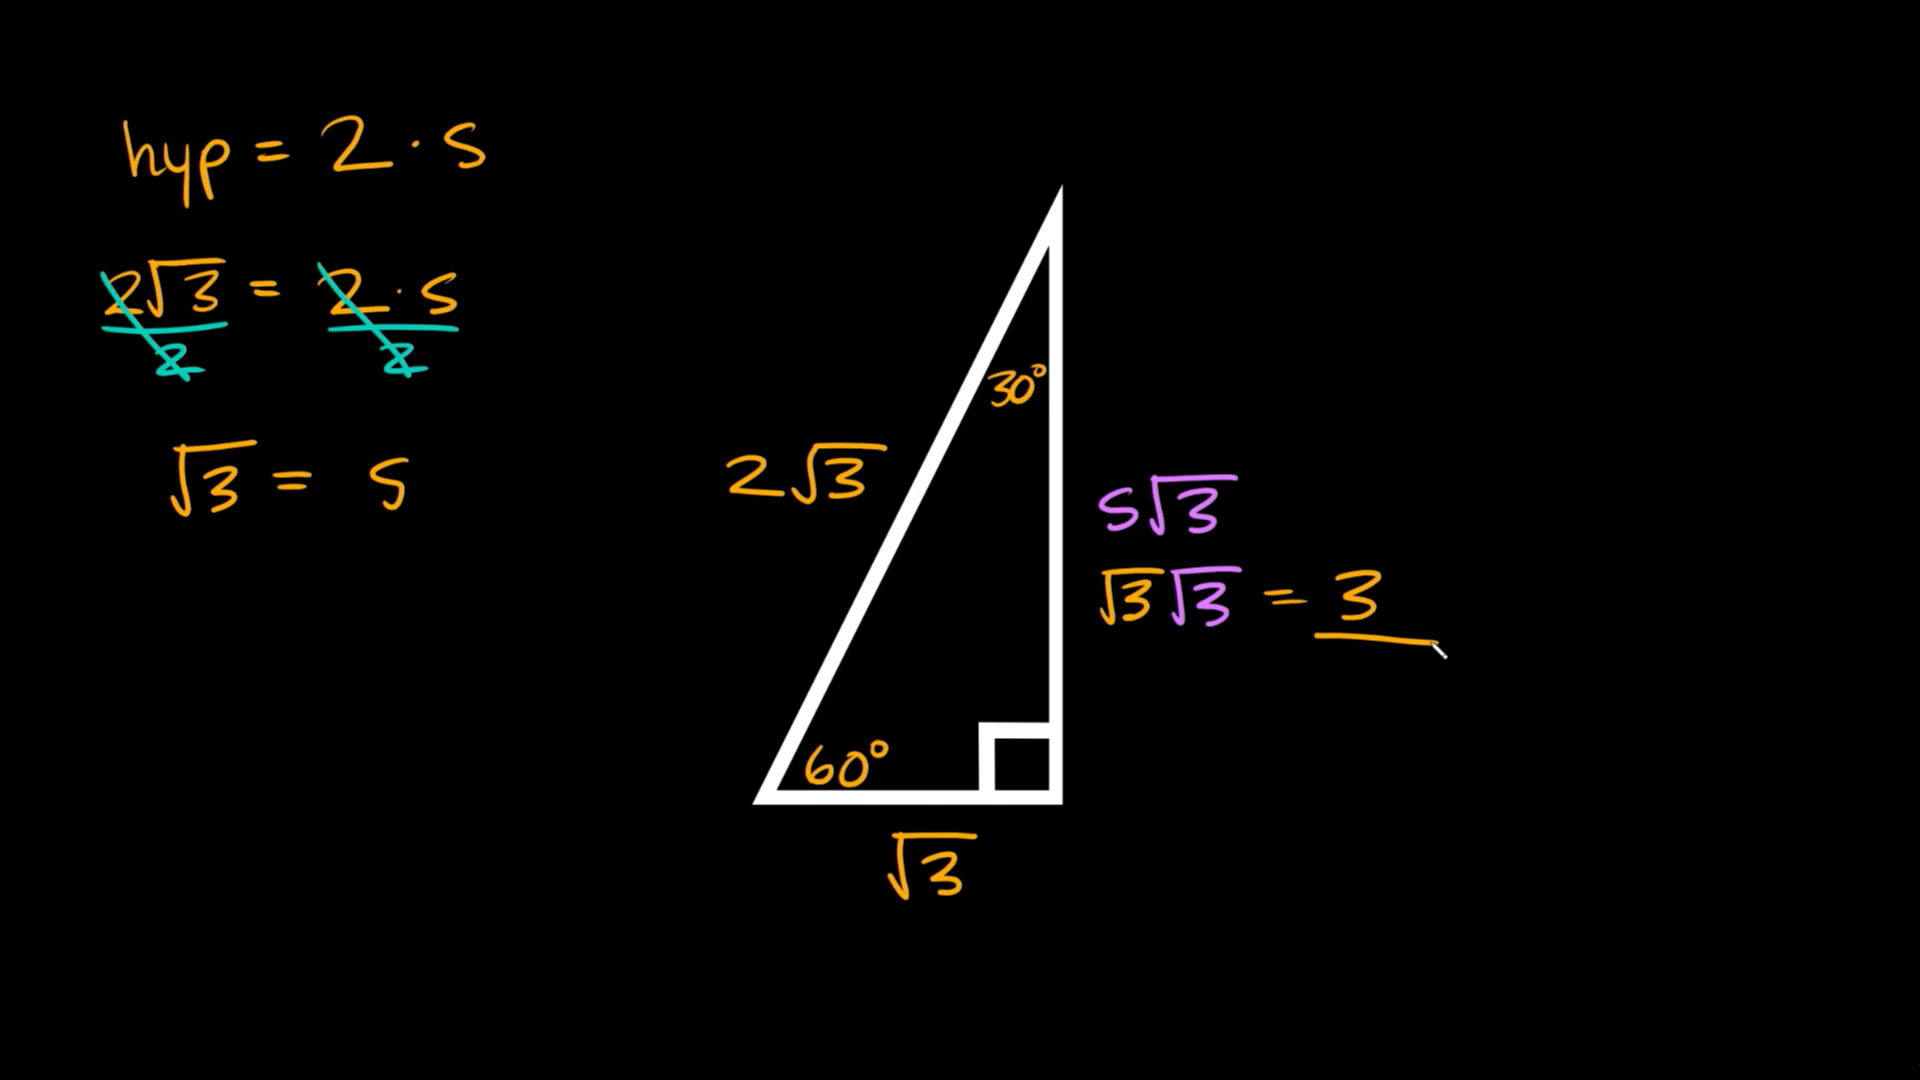 hyp = 2 · s
2√3 = 2 · s
2 2
√3 = s
30°
2√3
s√3
√3 √3 = 3
60°
√3